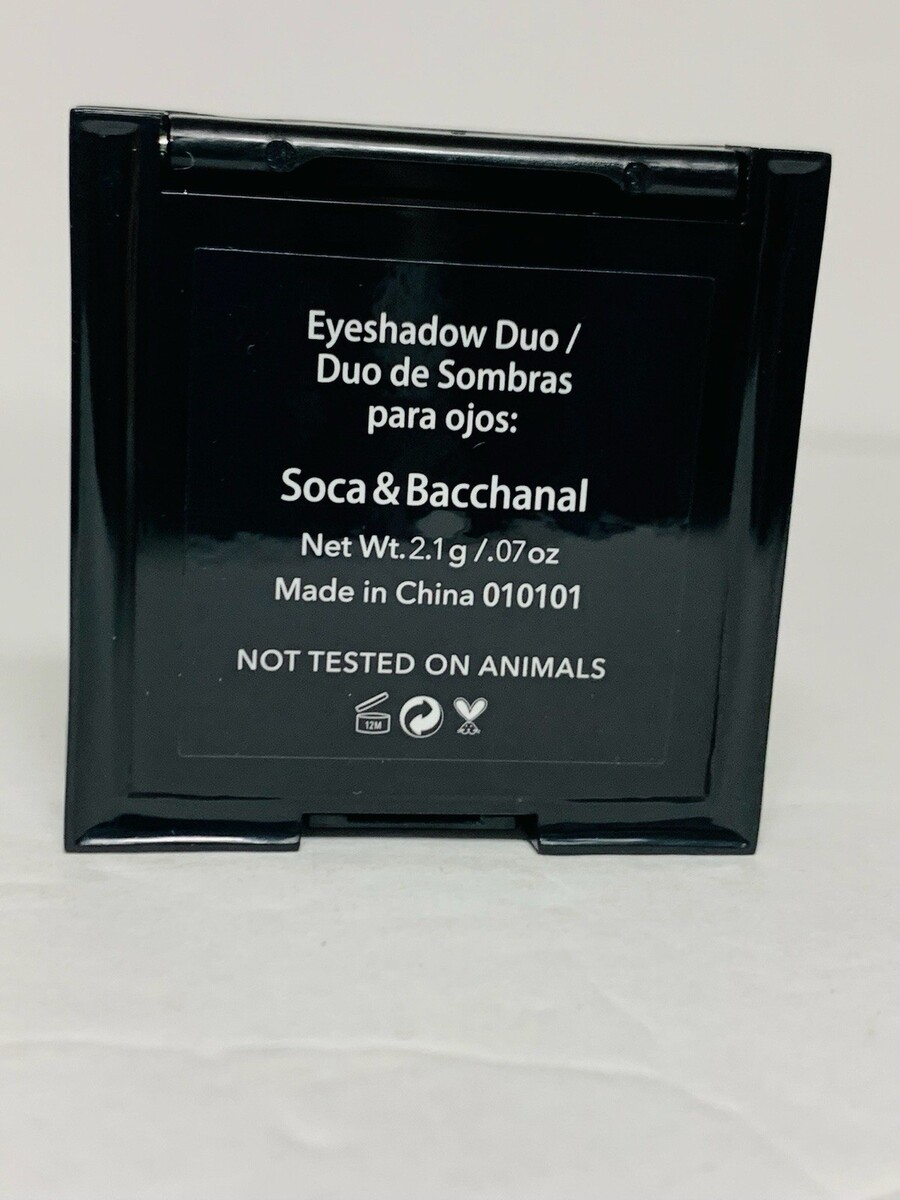 Eyeshadow Duo /
Duo de Sombras
para ojos:
Soca & Bacchanal
Net Wt. 2.1 g /.07 oz
Made in China 010101
NOT TESTED ON ANIMALS
12M